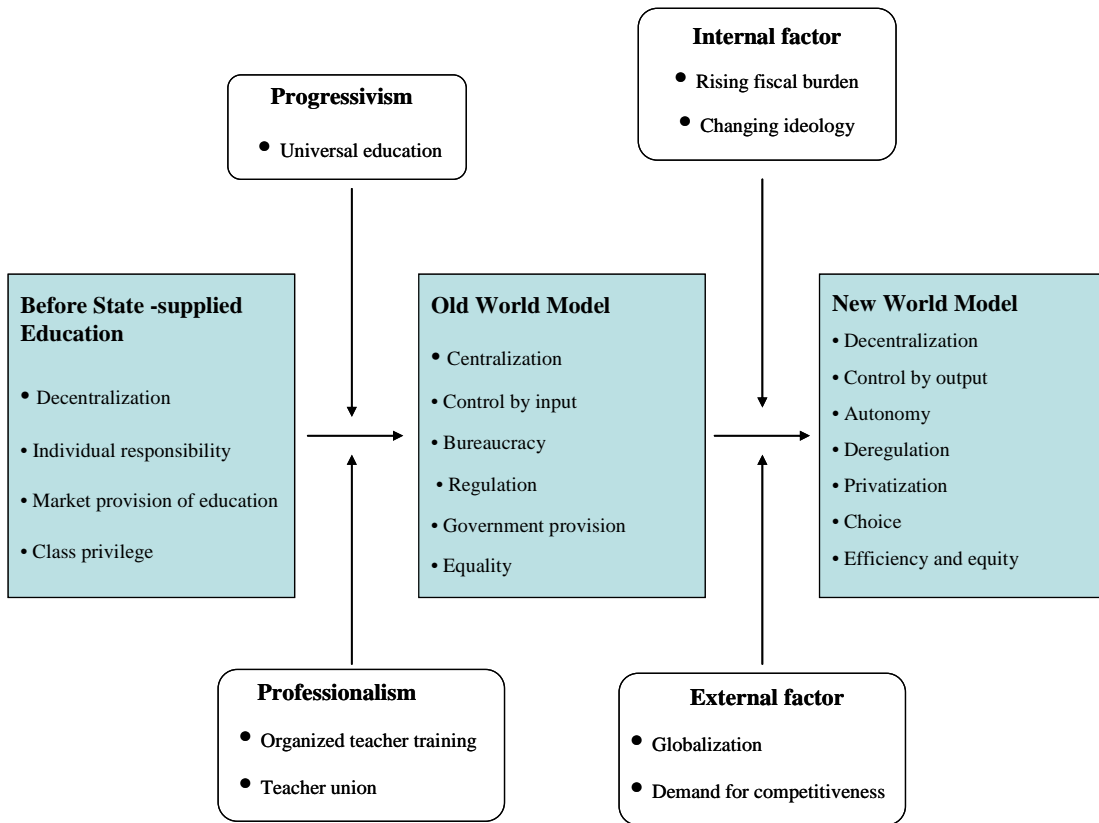 Progressivism
• Universal education
Internal factor
• Rising fiscal burden
• Changing ideology
Before State -supplied
Education
• Decentralization
• Individual responsibility
• Market provision of education
• Class privilege
Old World Model
• Centralization
• Control by input
• Bureaucracy
• Regulation
• Government provision
• Equality
New World Model
• Decentralization
• Control by output
• Autonomy
• Deregulation
• Privatization
• Choice
• Efficiency and equity
Professionalism
• Organized teacher training
• Teacher union
External factor
• Globalization
• Demand for competitiveness